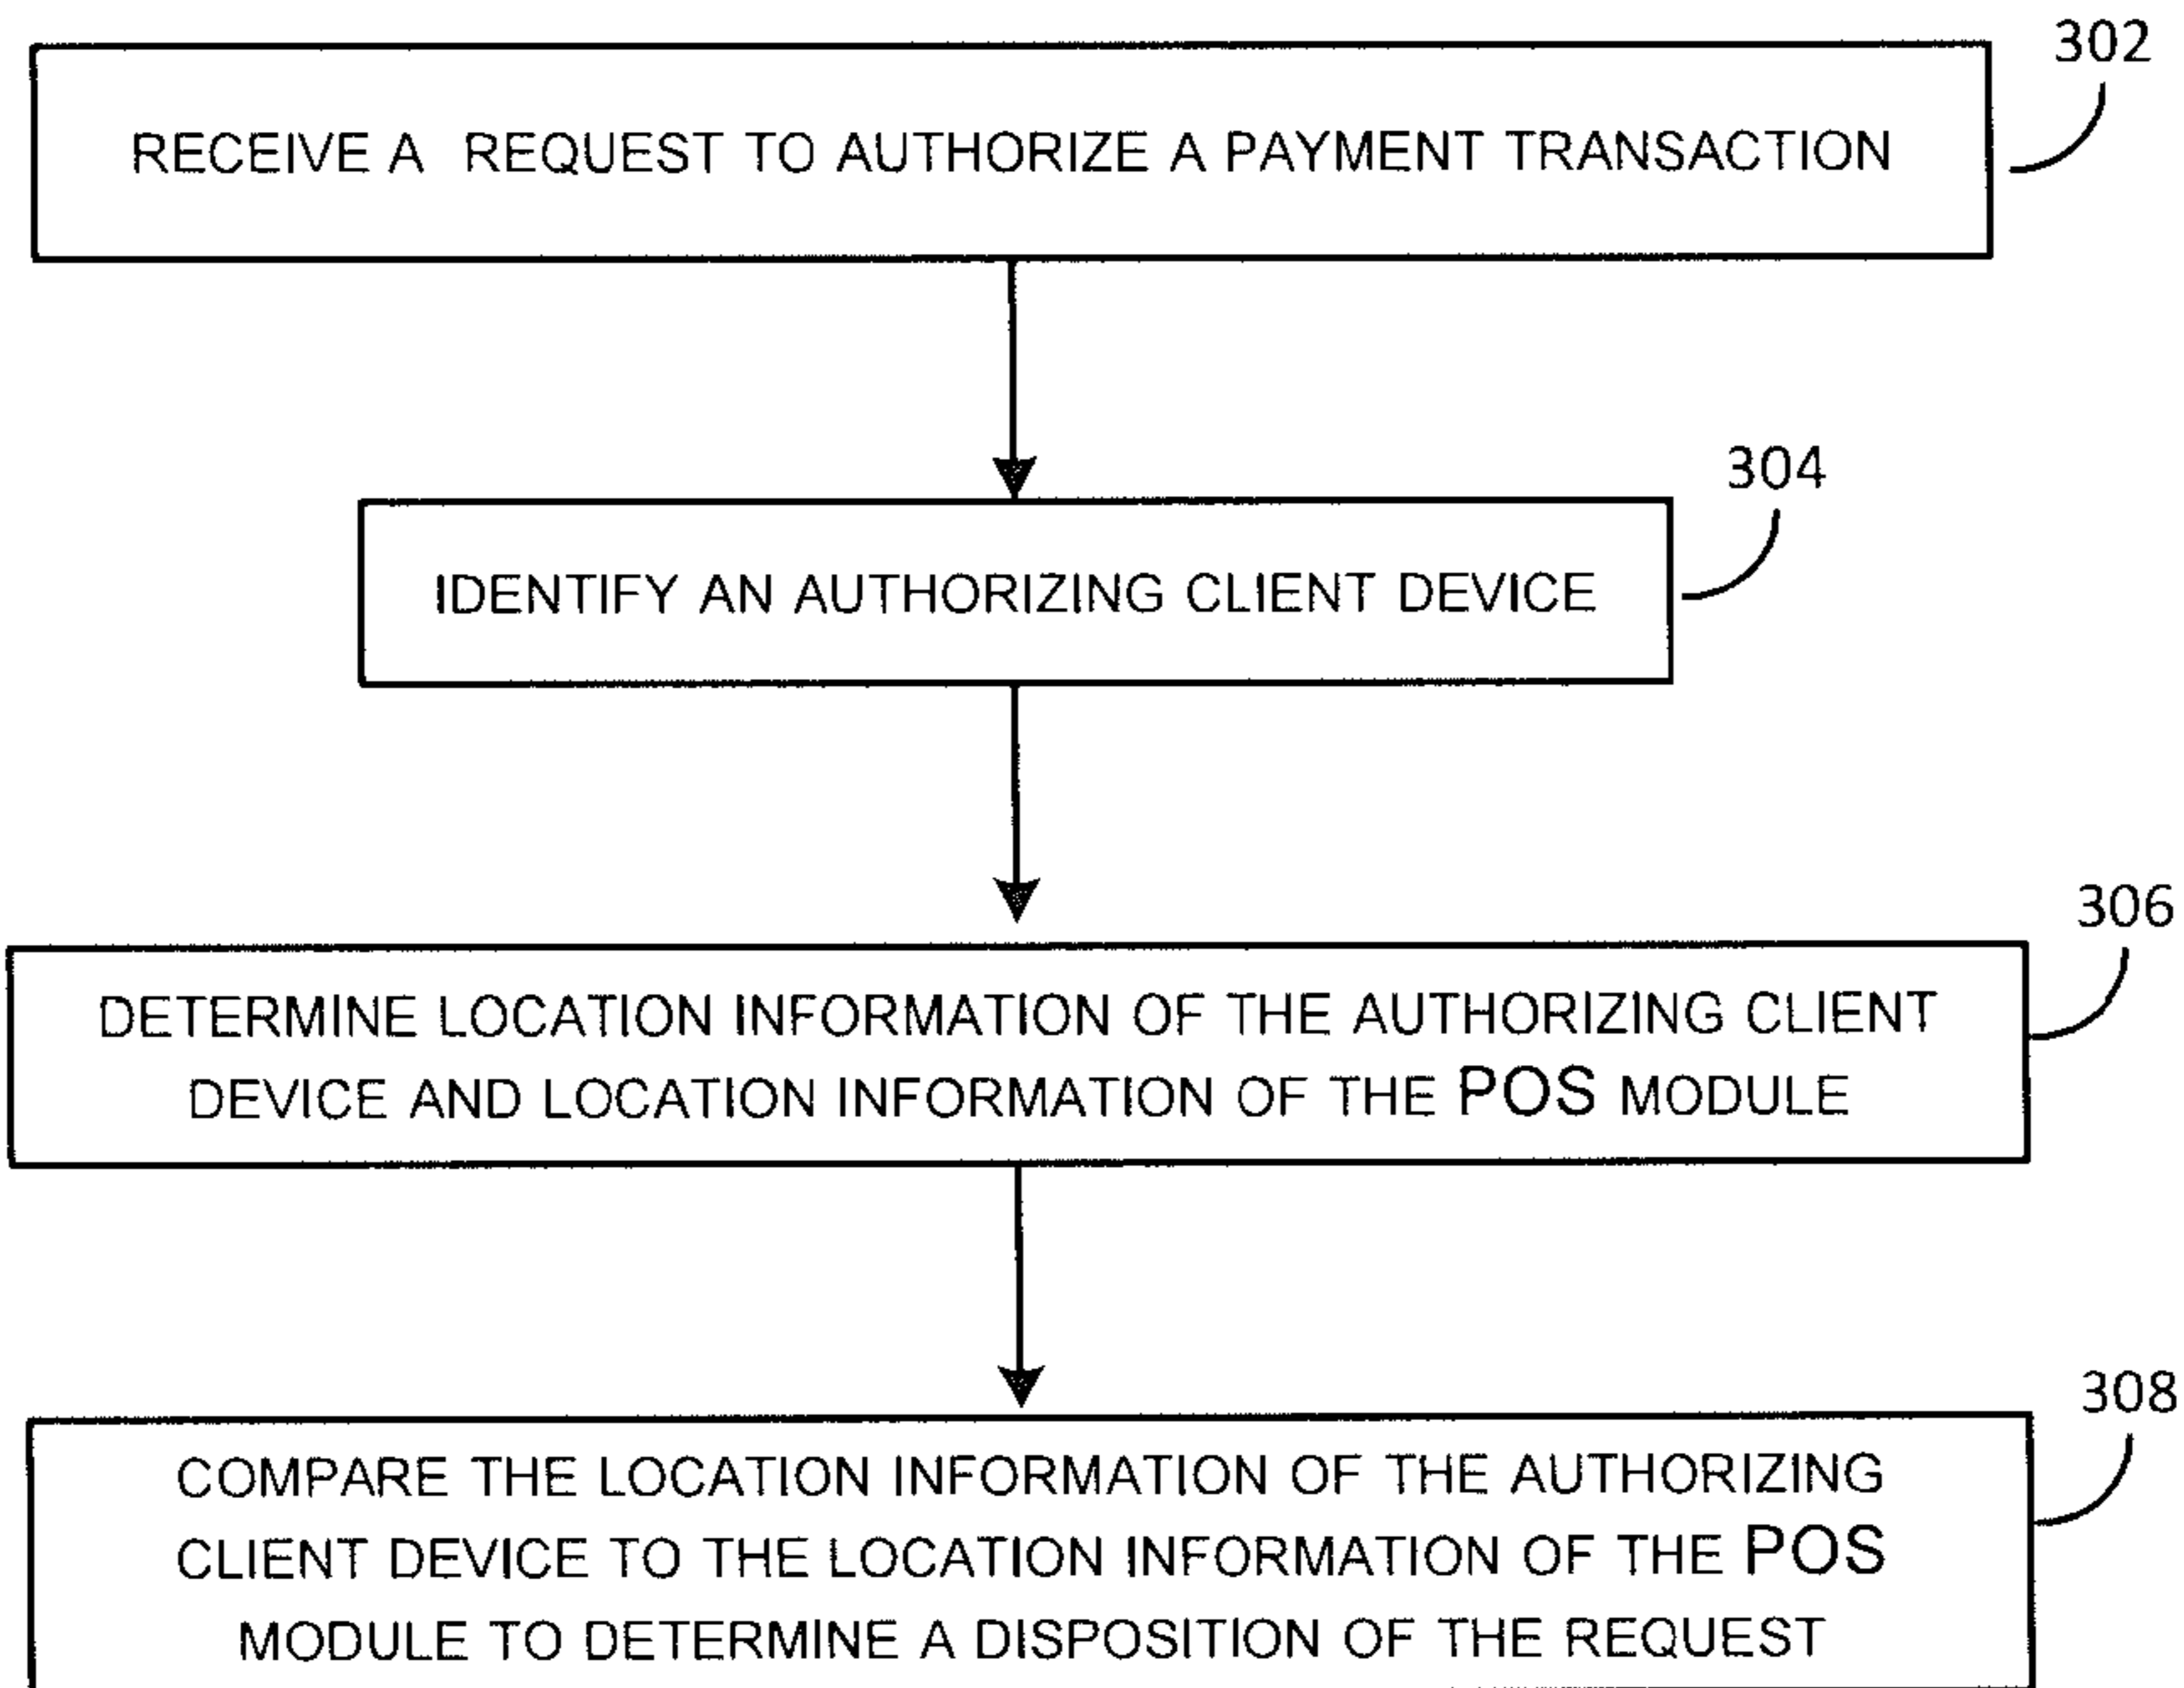 302
RECEIVE A REQUEST TO AUTHORIZE A PAYMENT TRANSACTION
304
IDENTIFY AN AUTHORIZING CLIENT DEVICE
306
DETERMINE LOCATION INFORMATION OF THE AUTHORIZING CLIENT
DEVICE AND LOCATION INFORMATION OF THE POS MODULE
308
COMPARE THE LOCATION INFORMATION OF THE AUTHORIZING
CLIENT DEVICE TO THE LOCATION INFORMATION OF THE POS
MODULE TO DETERMINE A DISPOSITION OF THE REQUEST